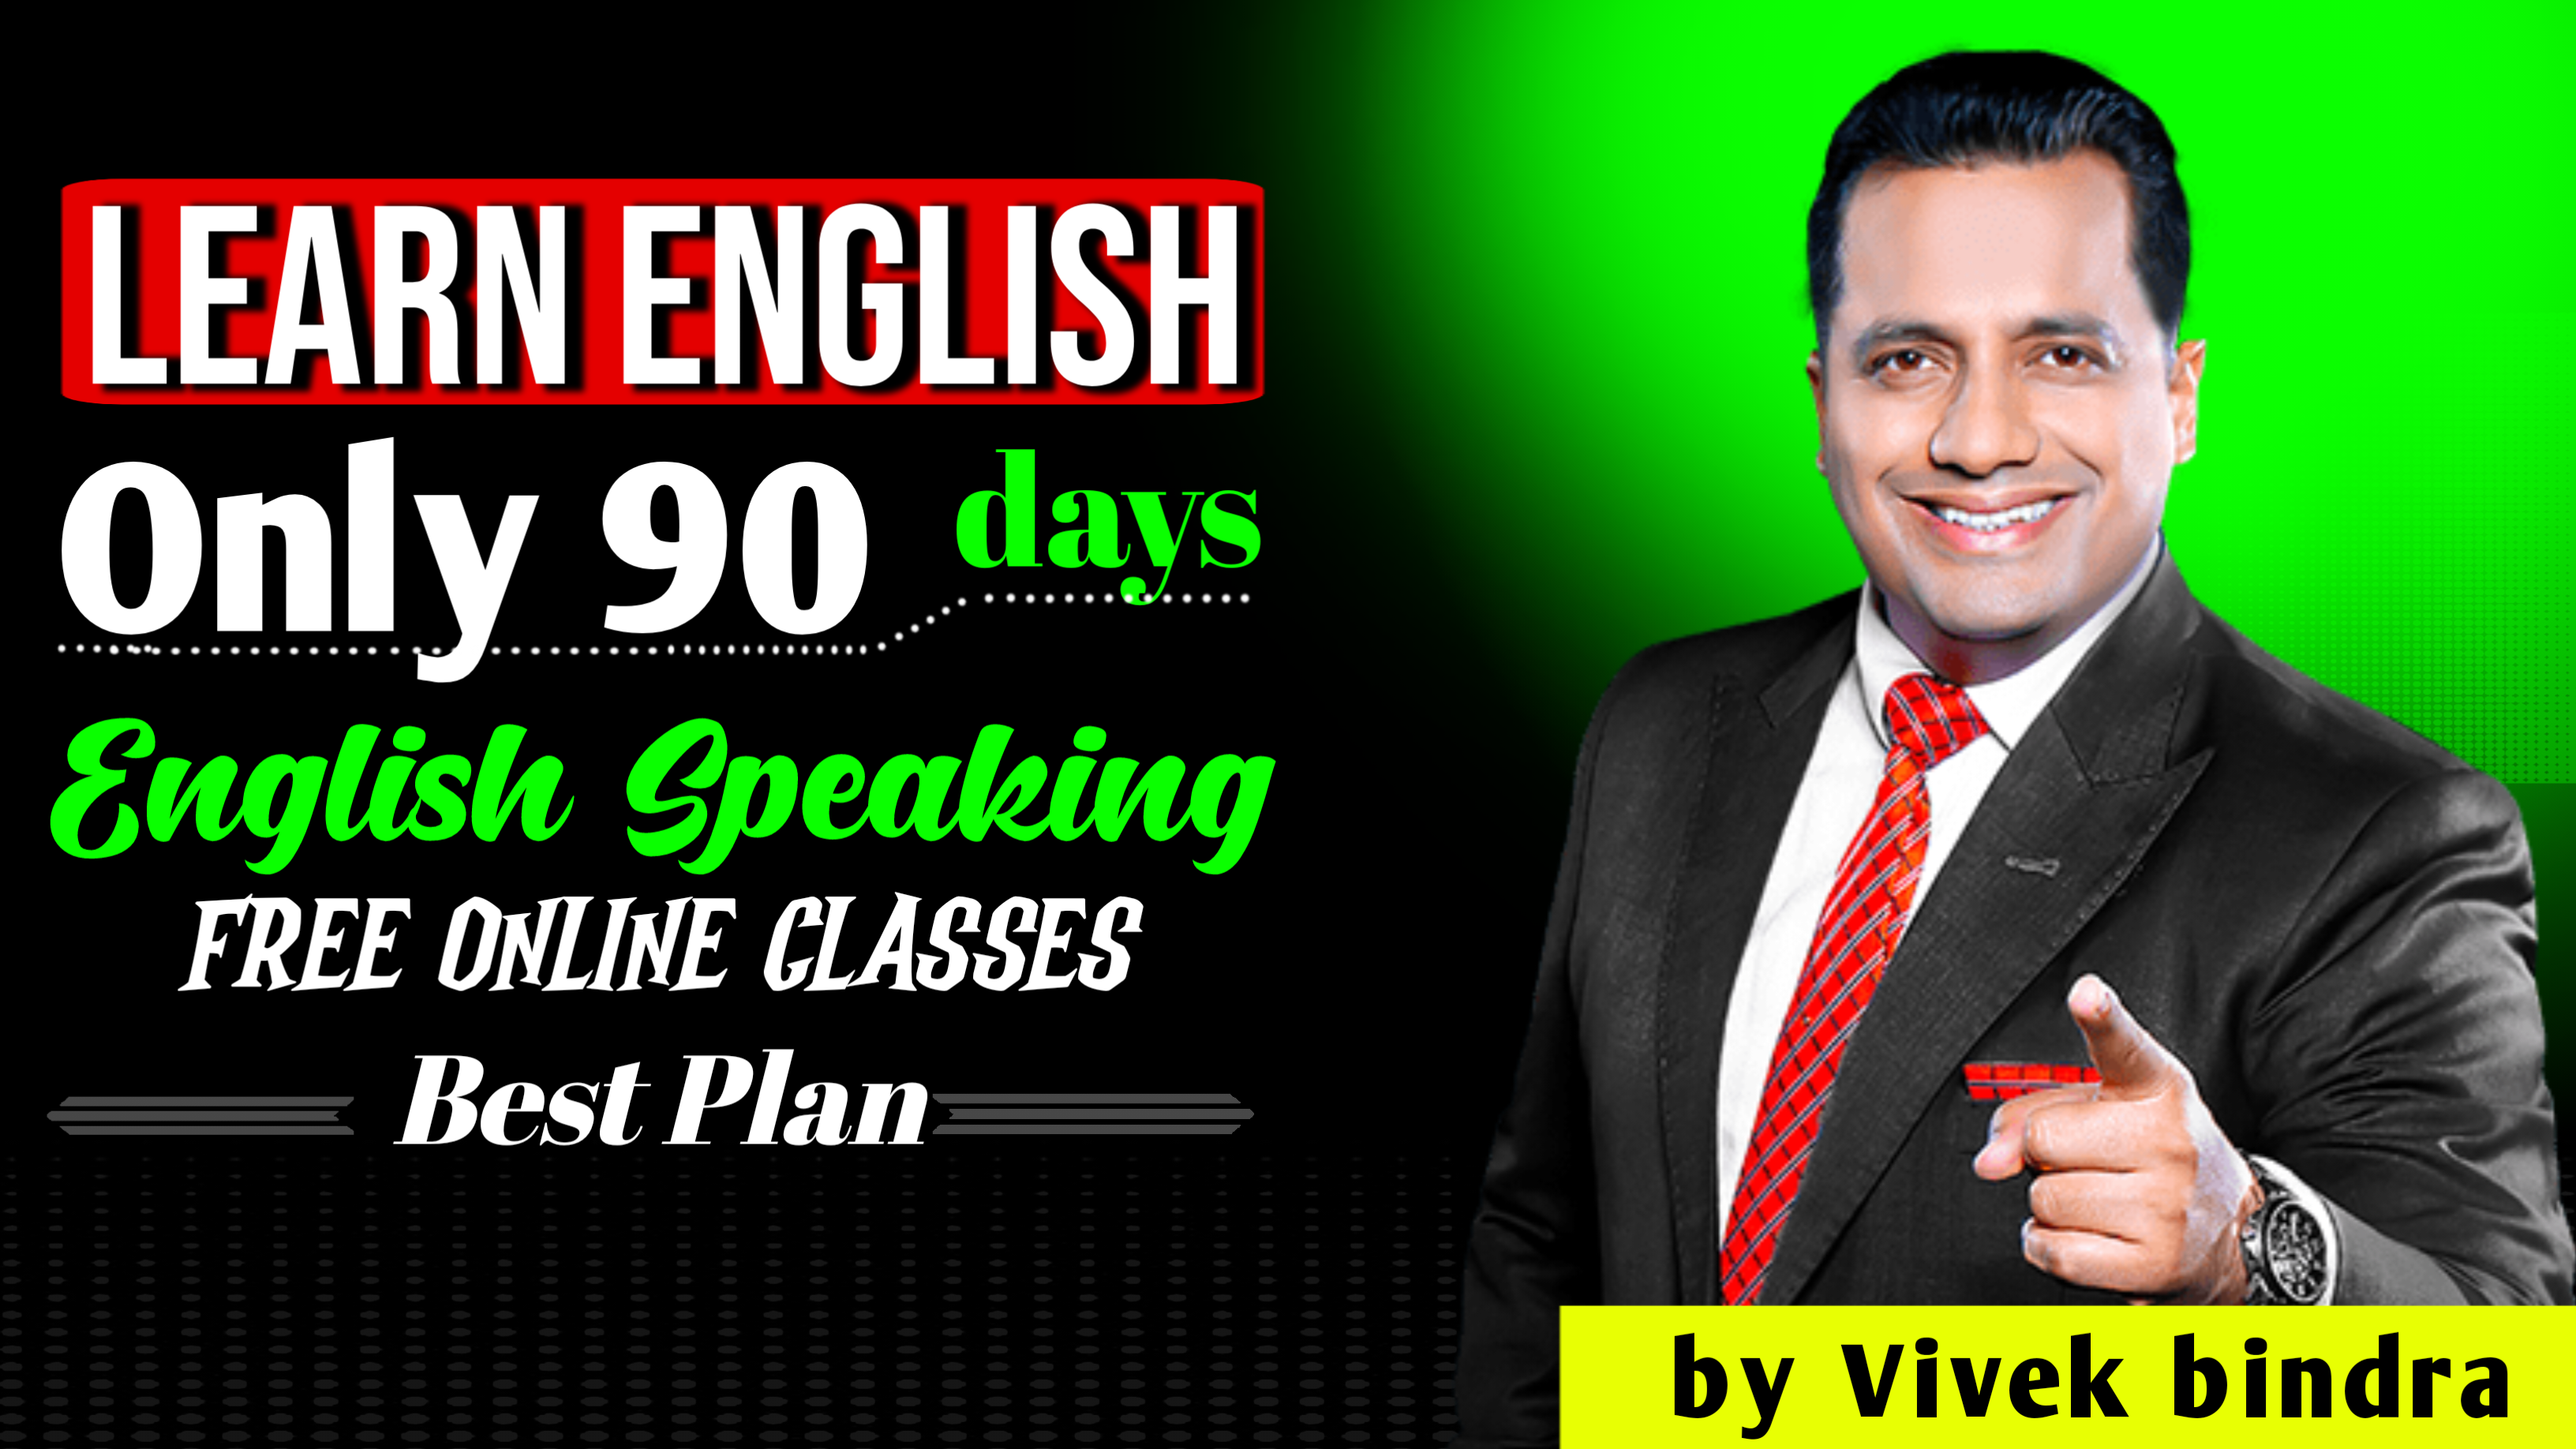 LEARN ENGLISH
Only 90 days
English Speaking
FREE ONLINE CLASSES
Best Plan
by Vivek bindra